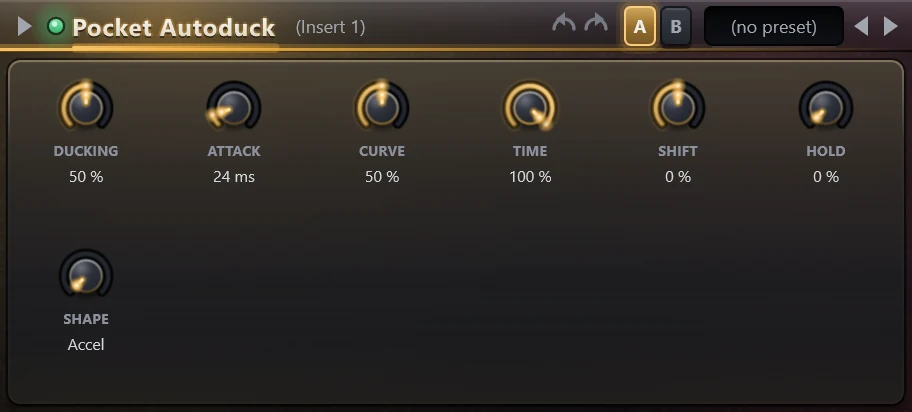 Pocket Autoduck (Insert 1) A B (no preset)
DUCKING ATTACK CURVE TIME SHIFT HOLD
50 % 24 ms 50 % 100 % 0 % 0 %
SHAPE
Accel